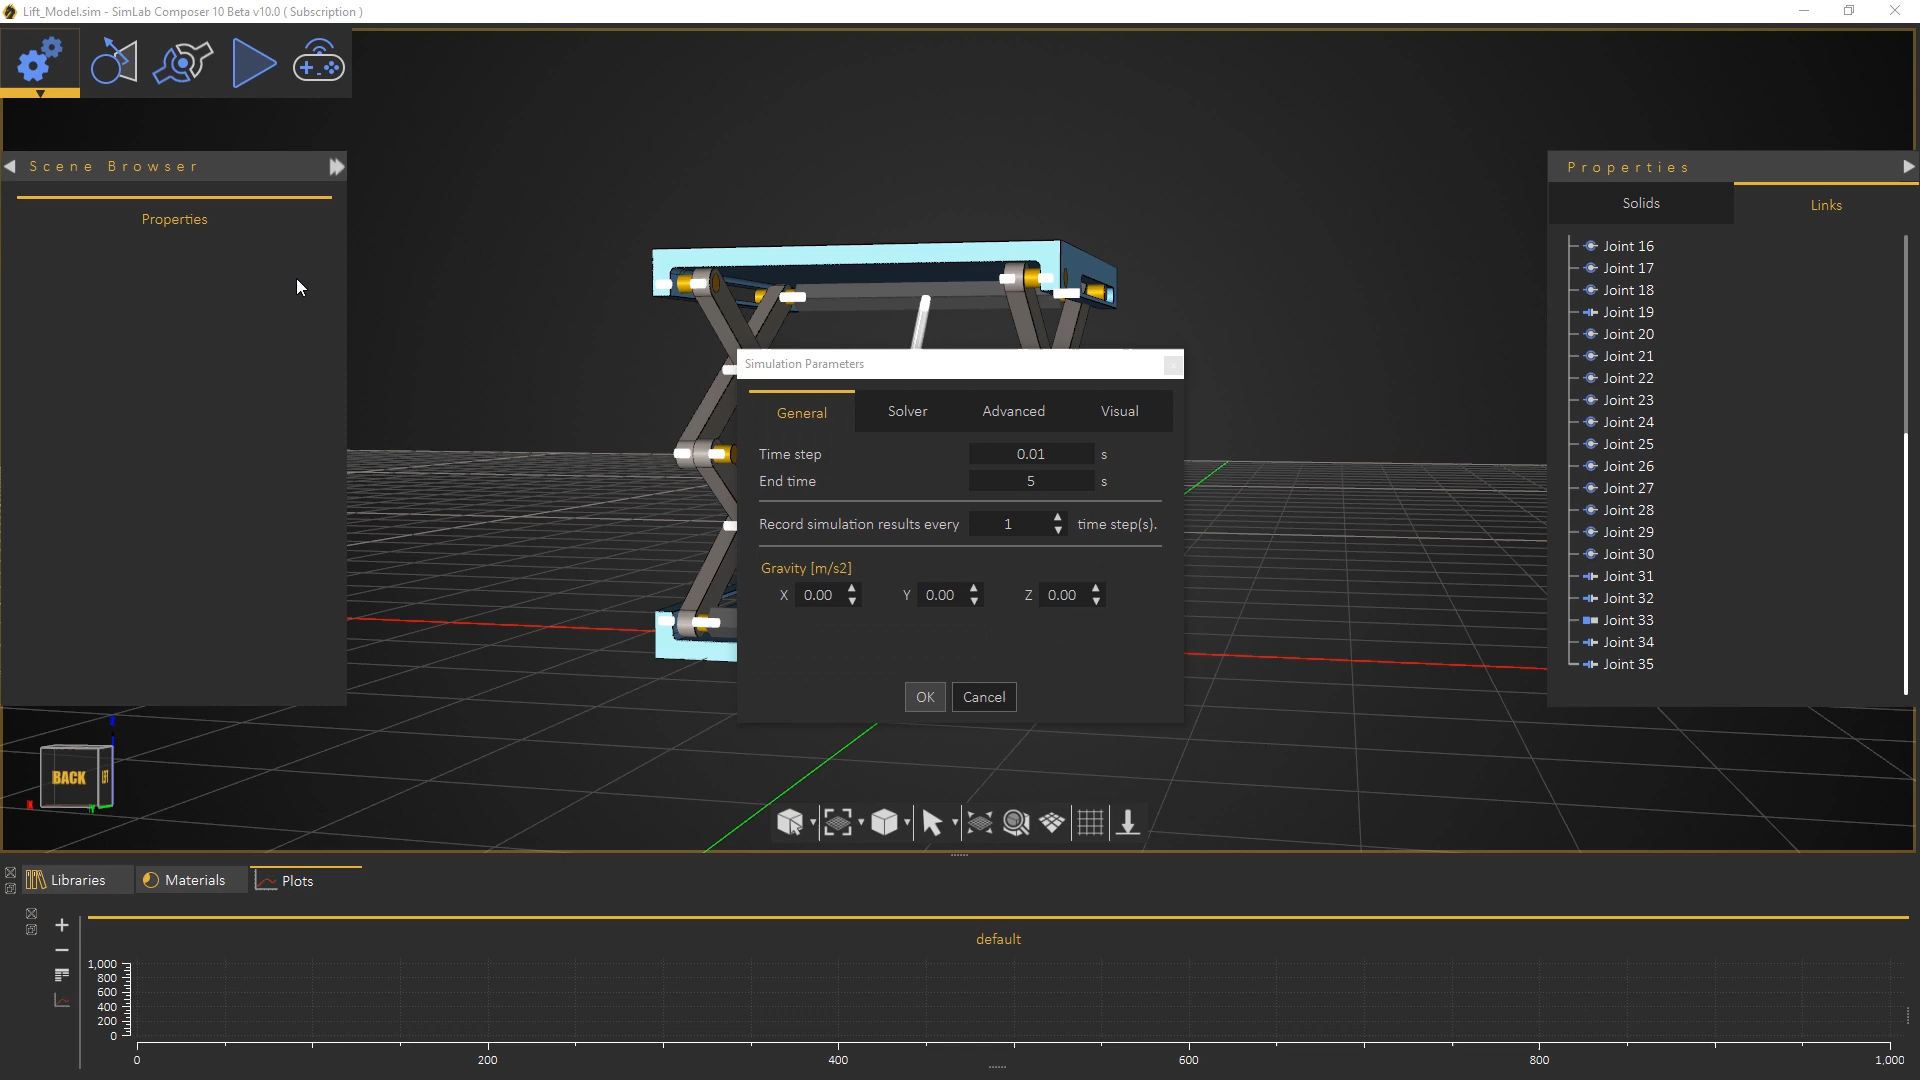 Lift_Model.sim - SimLab Composer 10 Beta v10.0 ( Subscription )
Scene Browser
Properties
Properties
Solids
Links
Joint 16
Joint 17
Joint 18
Joint 19
Joint 20
Joint 21
Joint 22
Joint 23
Joint 24
Joint 25
Joint 26
Joint 27
Joint 28
Joint 29
Joint 30
Joint 31
Joint 32
Joint 33
Joint 34
Joint 35
Simulation Parameters
General
Solver
Advanced
Visual
Time step 0.01 s
End time 5 s
Record simulation results every 1 time step(s).
Gravity [m/s2]
X 0.00 Y 0.00 Z 0.00
OK
Cancel
BACK
Libraries
Materials
Plots
default
1,000
800
600
400
200
0
0 200 400 600 800 1,000